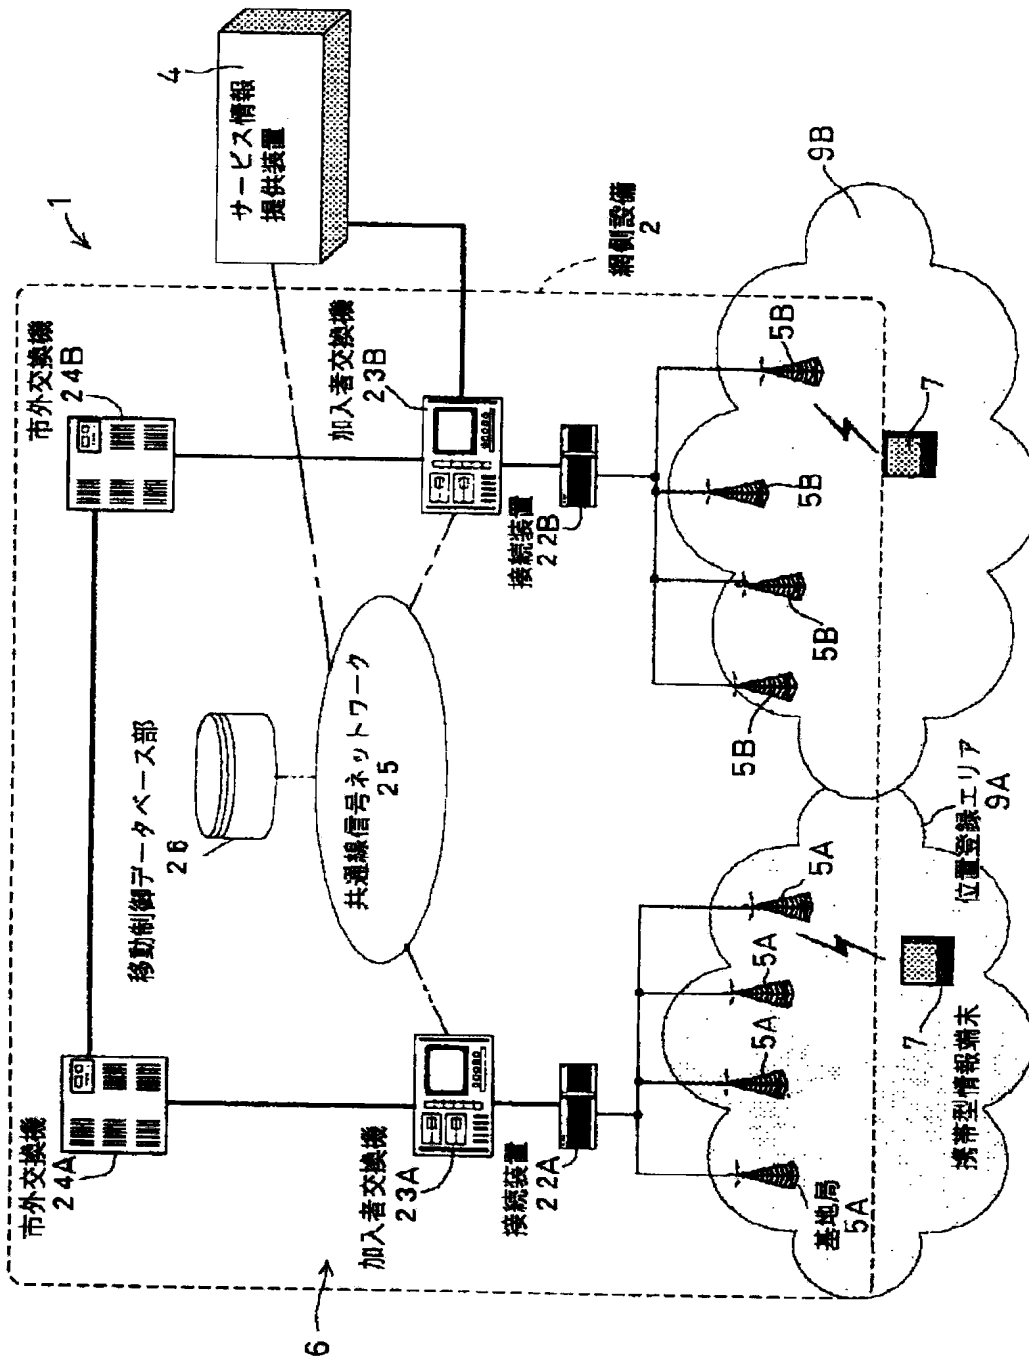 1
サービス情報
提供装置
4
6
市外交換機
24A
市外交換機
24B
移動制御データベース部
26
共通線信号ネットワーク
25
加入者交換機
23A
加入者交換機
23B
接続装置
22A
接続装置
22B
網側設備
2
基地局
5A
5A
5A
5A
5B
5B
5B
5B
携帯型情報端末
7
7
位置登録エリア
9A
9B